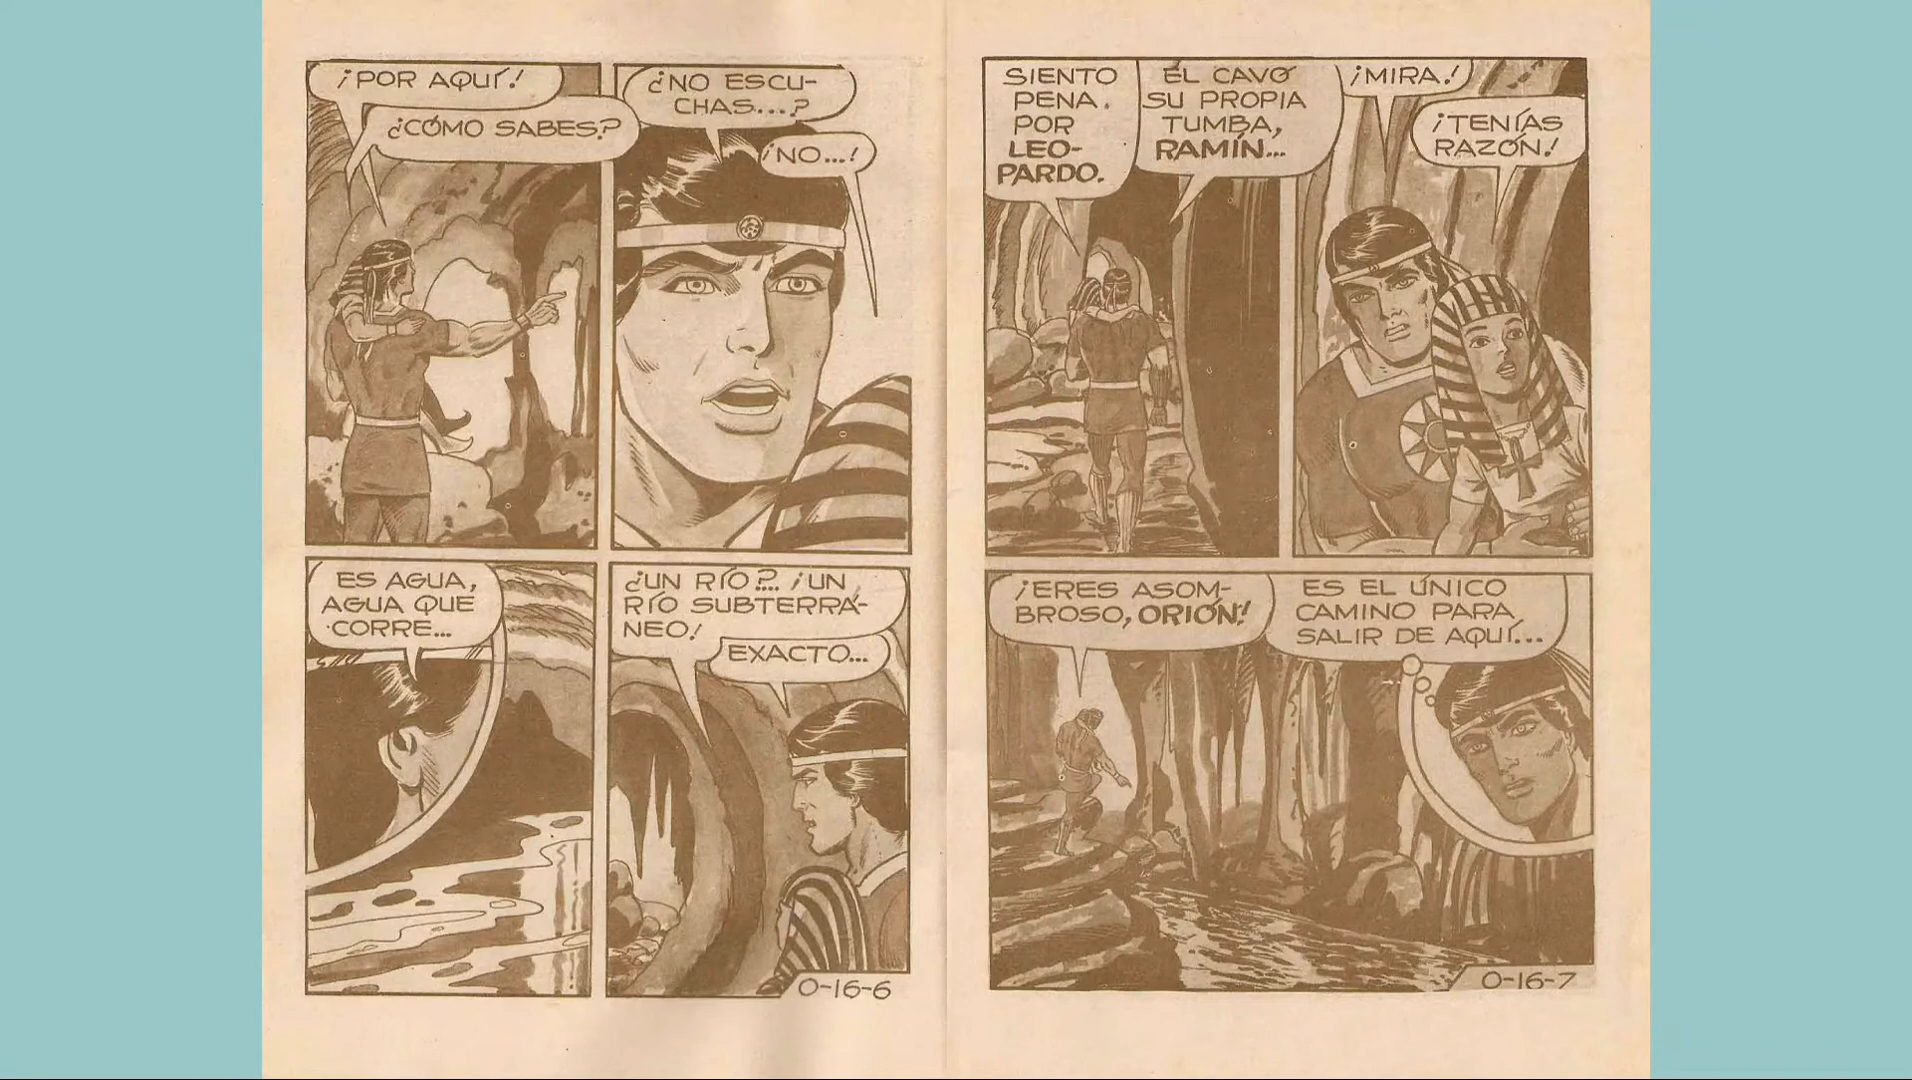 ¡POR AQUÍ!
¿CÓMO SABES?
¿NO ESCU-
CHAS...?
¡NO...!
ES AGUA,
AGUA QUE
CORRE...
¿UN RÍO?... ¡UN
RÍO SUBTERRÁ-
NEO!
EXACTO...
O-16-6
SIENTO
PENA.
POR
LEO-
PARDO.
ÉL CAVÓ
SU PROPIA
TUMBA,
RAMÍN...
¡MIRA!
¡TENÍAS
RAZÓN!
¡ERES ASOM-
BROSO, ORIÓN!
ES EL ÚNICO
CAMINO PARA
SALIR DE AQUÍ...
O-16-7